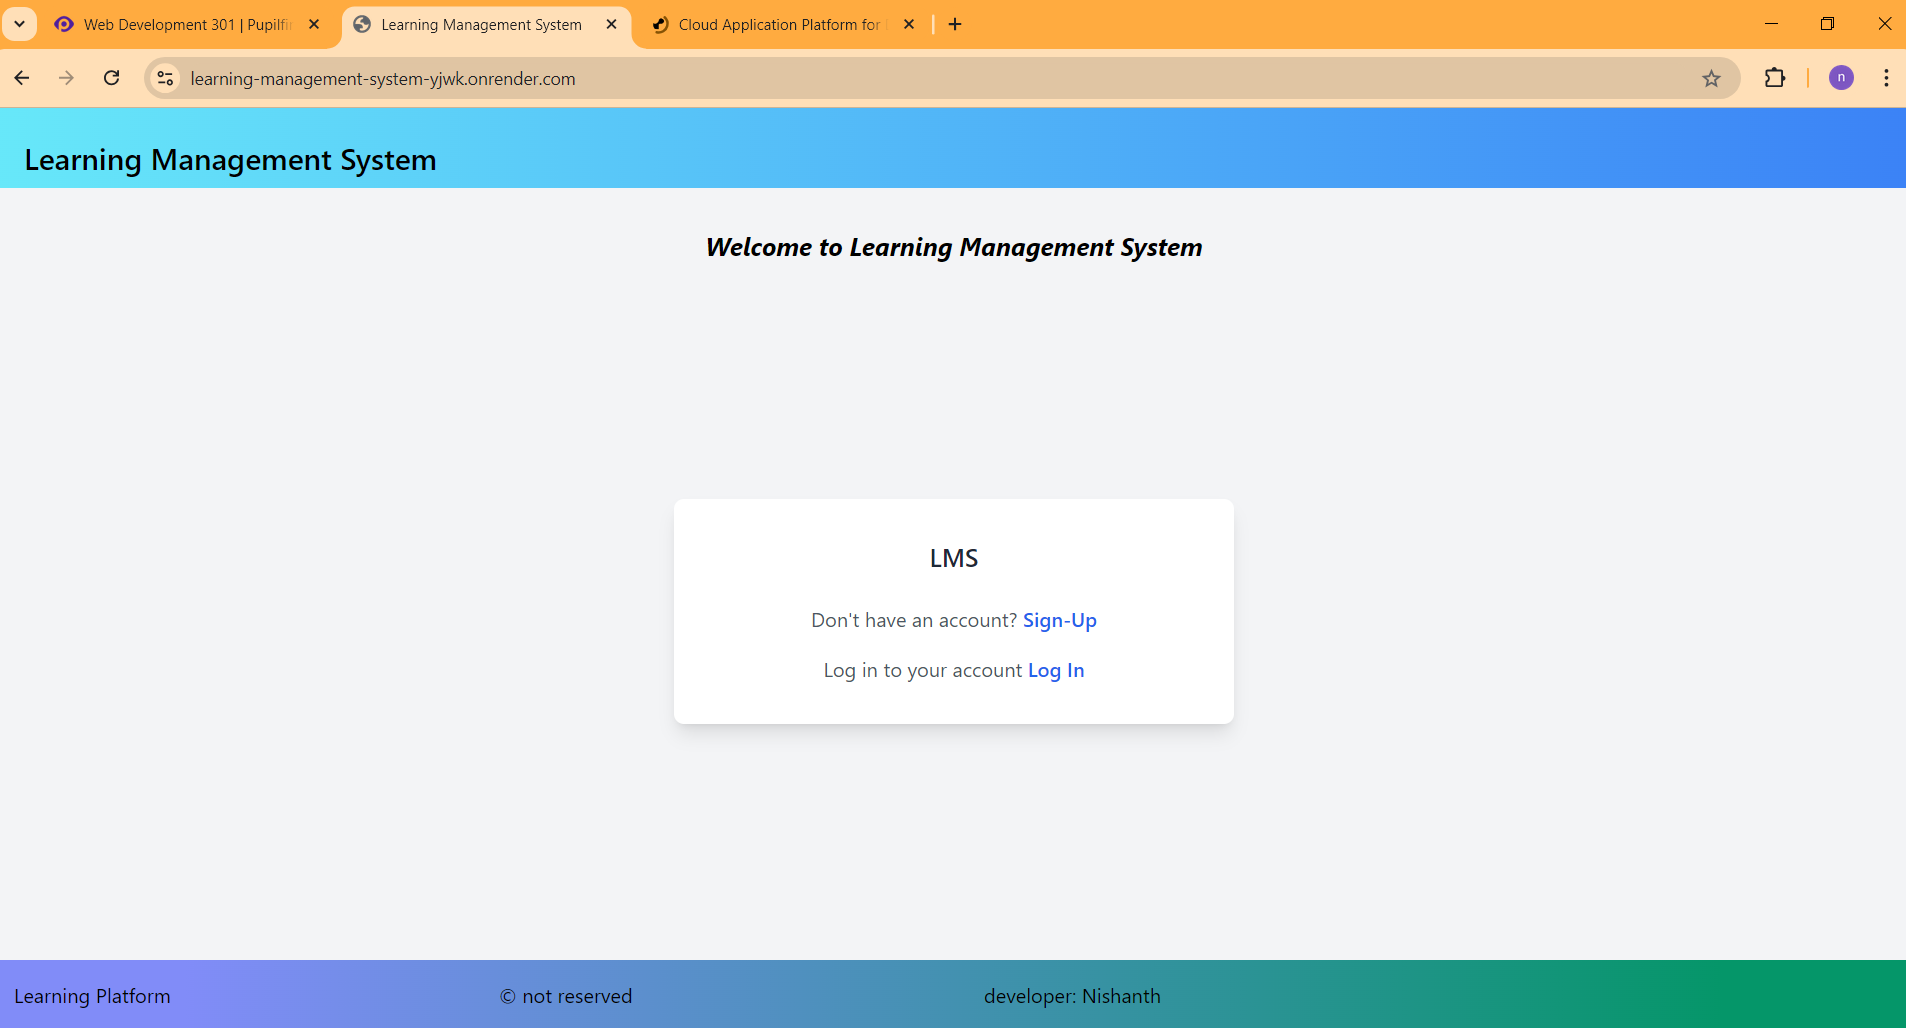 Web Development 301 | Pupilfi
Learning Management System
Cloud Application Platform for
learning-management-system-yjwk.onrender.com
n
Learning Management System
Welcome to Learning Management System
LMS
Don't have an account? Sign-Up
Log in to your account Log In
Learning Platform
© not reserved
developer: Nishanth